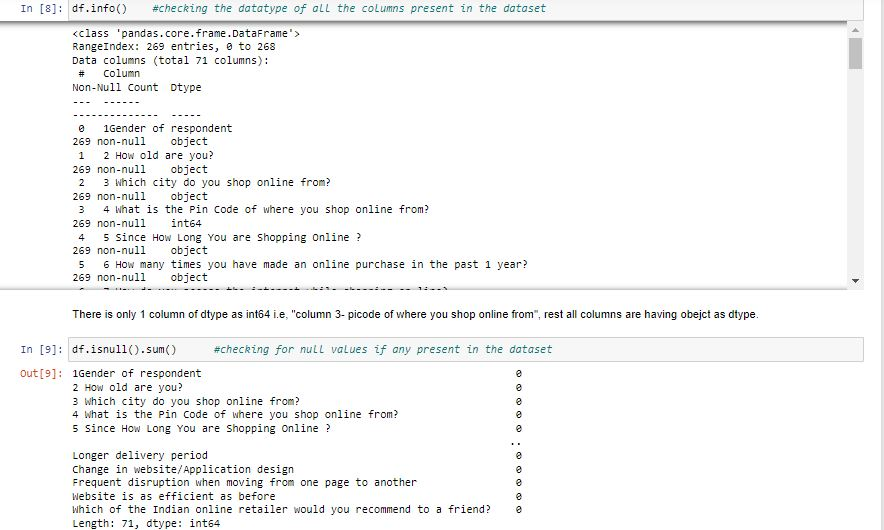 In [8]: df.info() #checking the datatype of all the columns present in the dataset
<class 'pandas.core.frame.DataFrame'>
RangeIndex: 269 entries, 0 to 268
Data columns (total 71 columns):
# Column
Non-Null Count Dtype
--- ------
-------------- -----
0 1Gender of respondent
269 non-null object
1 2 How old are you?
269 non-null object
2 3 Which city do you shop online from?
269 non-null object
3 4 What is the Pin Code of where you shop online from?
269 non-null int64
4 5 Since How Long You are Shopping Online ?
269 non-null object
5 6 How many times you have made an online purchase in the past 1 year?
269 non-null object
There is only 1 column of dtype as int64 i.e, "column 3- picode of where you shop online from", rest all columns are having obejct as dtype.
In [9]: df.isnull().sum() #checking for null values if any present in the dataset
Out[9]: 1Gender of respondent 0
2 How old are you? 0
3 Which city do you shop online from? 0
4 What is the Pin Code of where you shop online from? 0
5 Since How Long You are Shopping Online ? 0
..
Longer delivery period 0
Change in website/Application design 0
Frequent disruption when moving from one page to another 0
Website is as efficient as before 0
Which of the Indian online retailer would you recommend to a friend? 0
Length: 71, dtype: int64